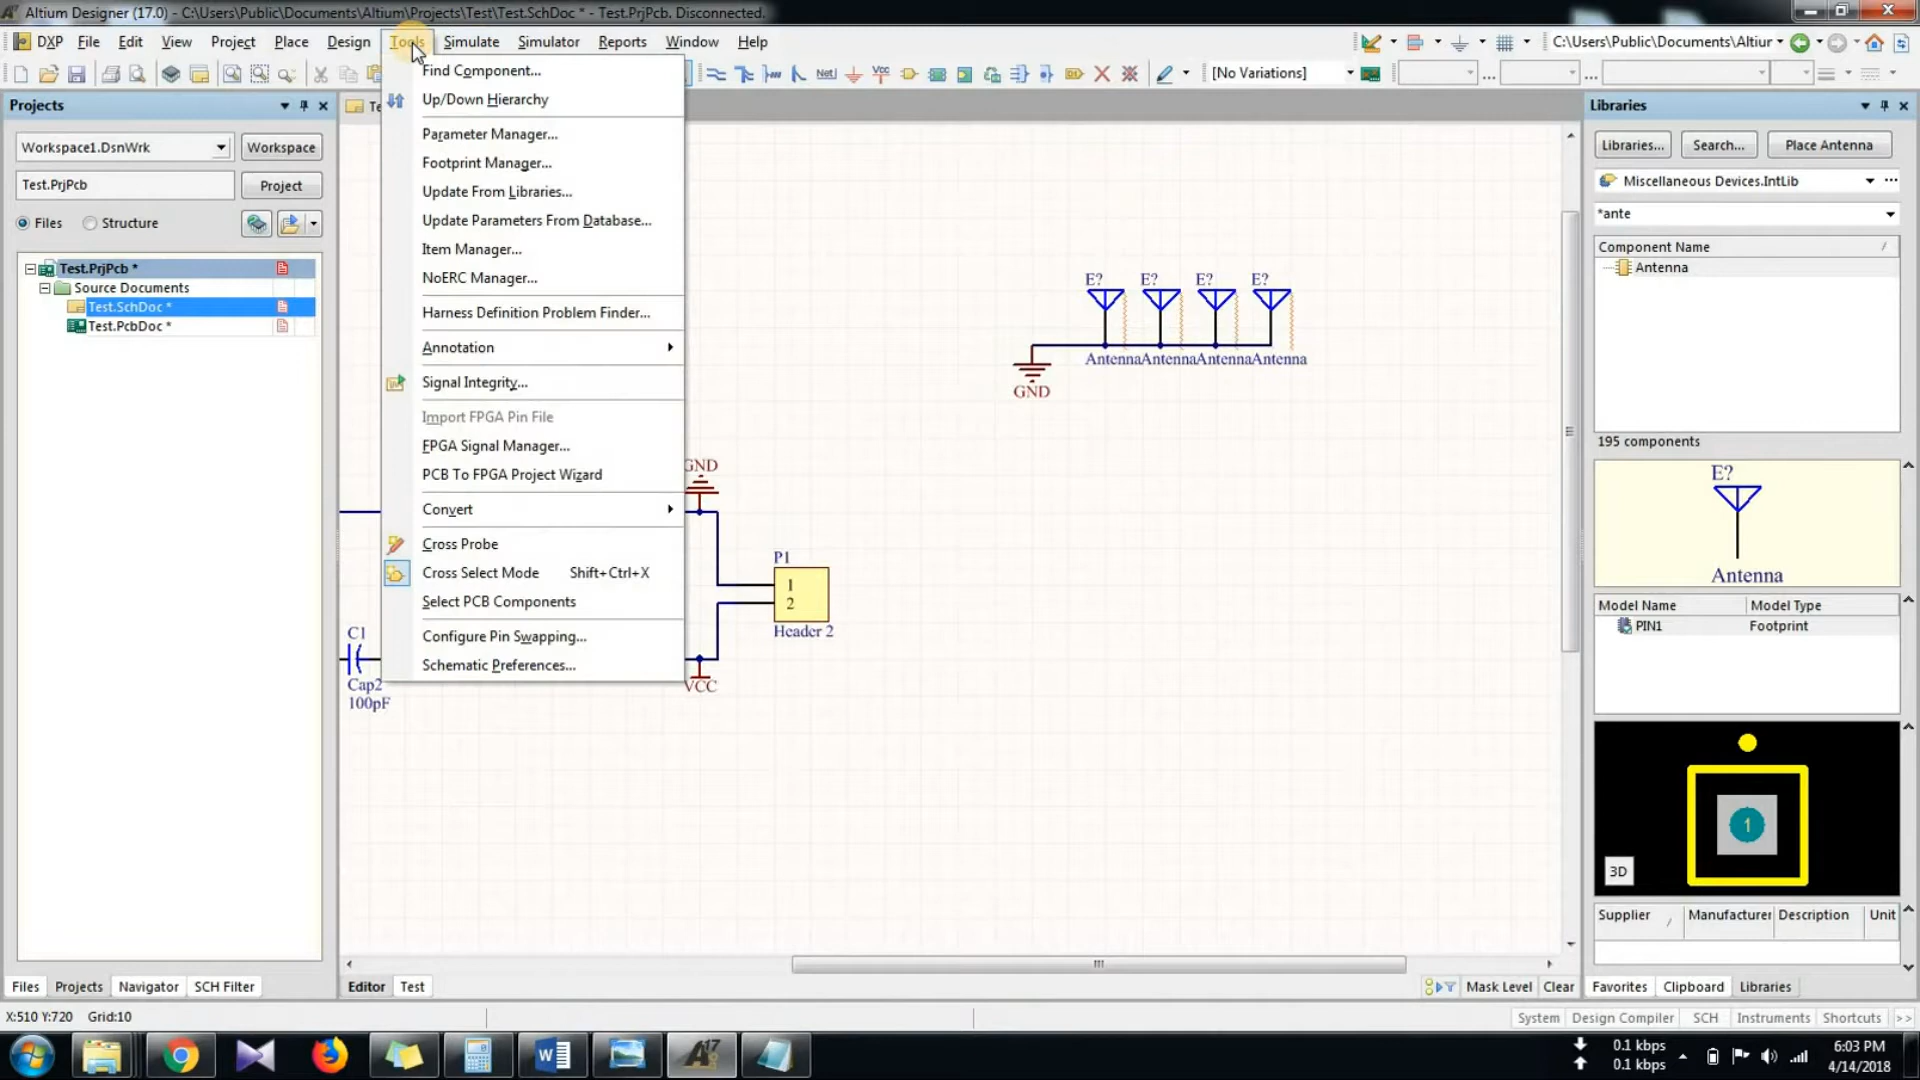 Altium Designer (17.0) - C:\Users\Public\Documents\Altium\Projects\Test\Test.SchDoc * - Test.PrjPcb. Disconnected.
DXP File Edit View Project Place Design Tools Simulate Simulator Reports Window Help
C:\Users\Public\Documents\Altiur
Net VCC [No Variations] ... ...
Projects
Workspace1.DsnWrk Workspace
Test.PrjPcb Project
Files Structure
Test.PrjPcb *
Source Documents
Test.SchDoc *
Test.PcbDoc *
Te
Find Component...
Up/Down Hierarchy
Parameter Manager...
Footprint Manager...
Update From Libraries...
Update Parameters From Database...
Item Manager...
NoERC Manager...
Harness Definition Problem Finder...
Annotation
Signal Integrity...
Import FPGA Pin File
FPGA Signal Manager...
PCB To FPGA Project Wizard
Convert
Cross Probe
Cross Select Mode Shift+Ctrl+X
Select PCB Components
Configure Pin Swapping...
Schematic Preferences...
E? E? E? E?
Antenna Antenna Antenna Antenna
GND
GND
P1
1
2
Header 2
VCC
C1
Cap2
100pF
Libraries
Libraries... Search... Place Antenna
Miscellaneous Devices.IntLib ...
*ante
Component Name /
Antenna
195 components
E?
Antenna
Model Name Model Type
PIN1 Footprint
1
3D
Supplier / Manufacturer Description Unit
Files Projects Navigator SCH Filter
Editor Test
Mask Level Clear
Favorites Clipboard Libraries
X:510 Y:720 Grid:10
System Design Compiler SCH Instruments Shortcuts >>
A17
0.1 kbps
0.1 kbps
6:03 PM
4/14/2018